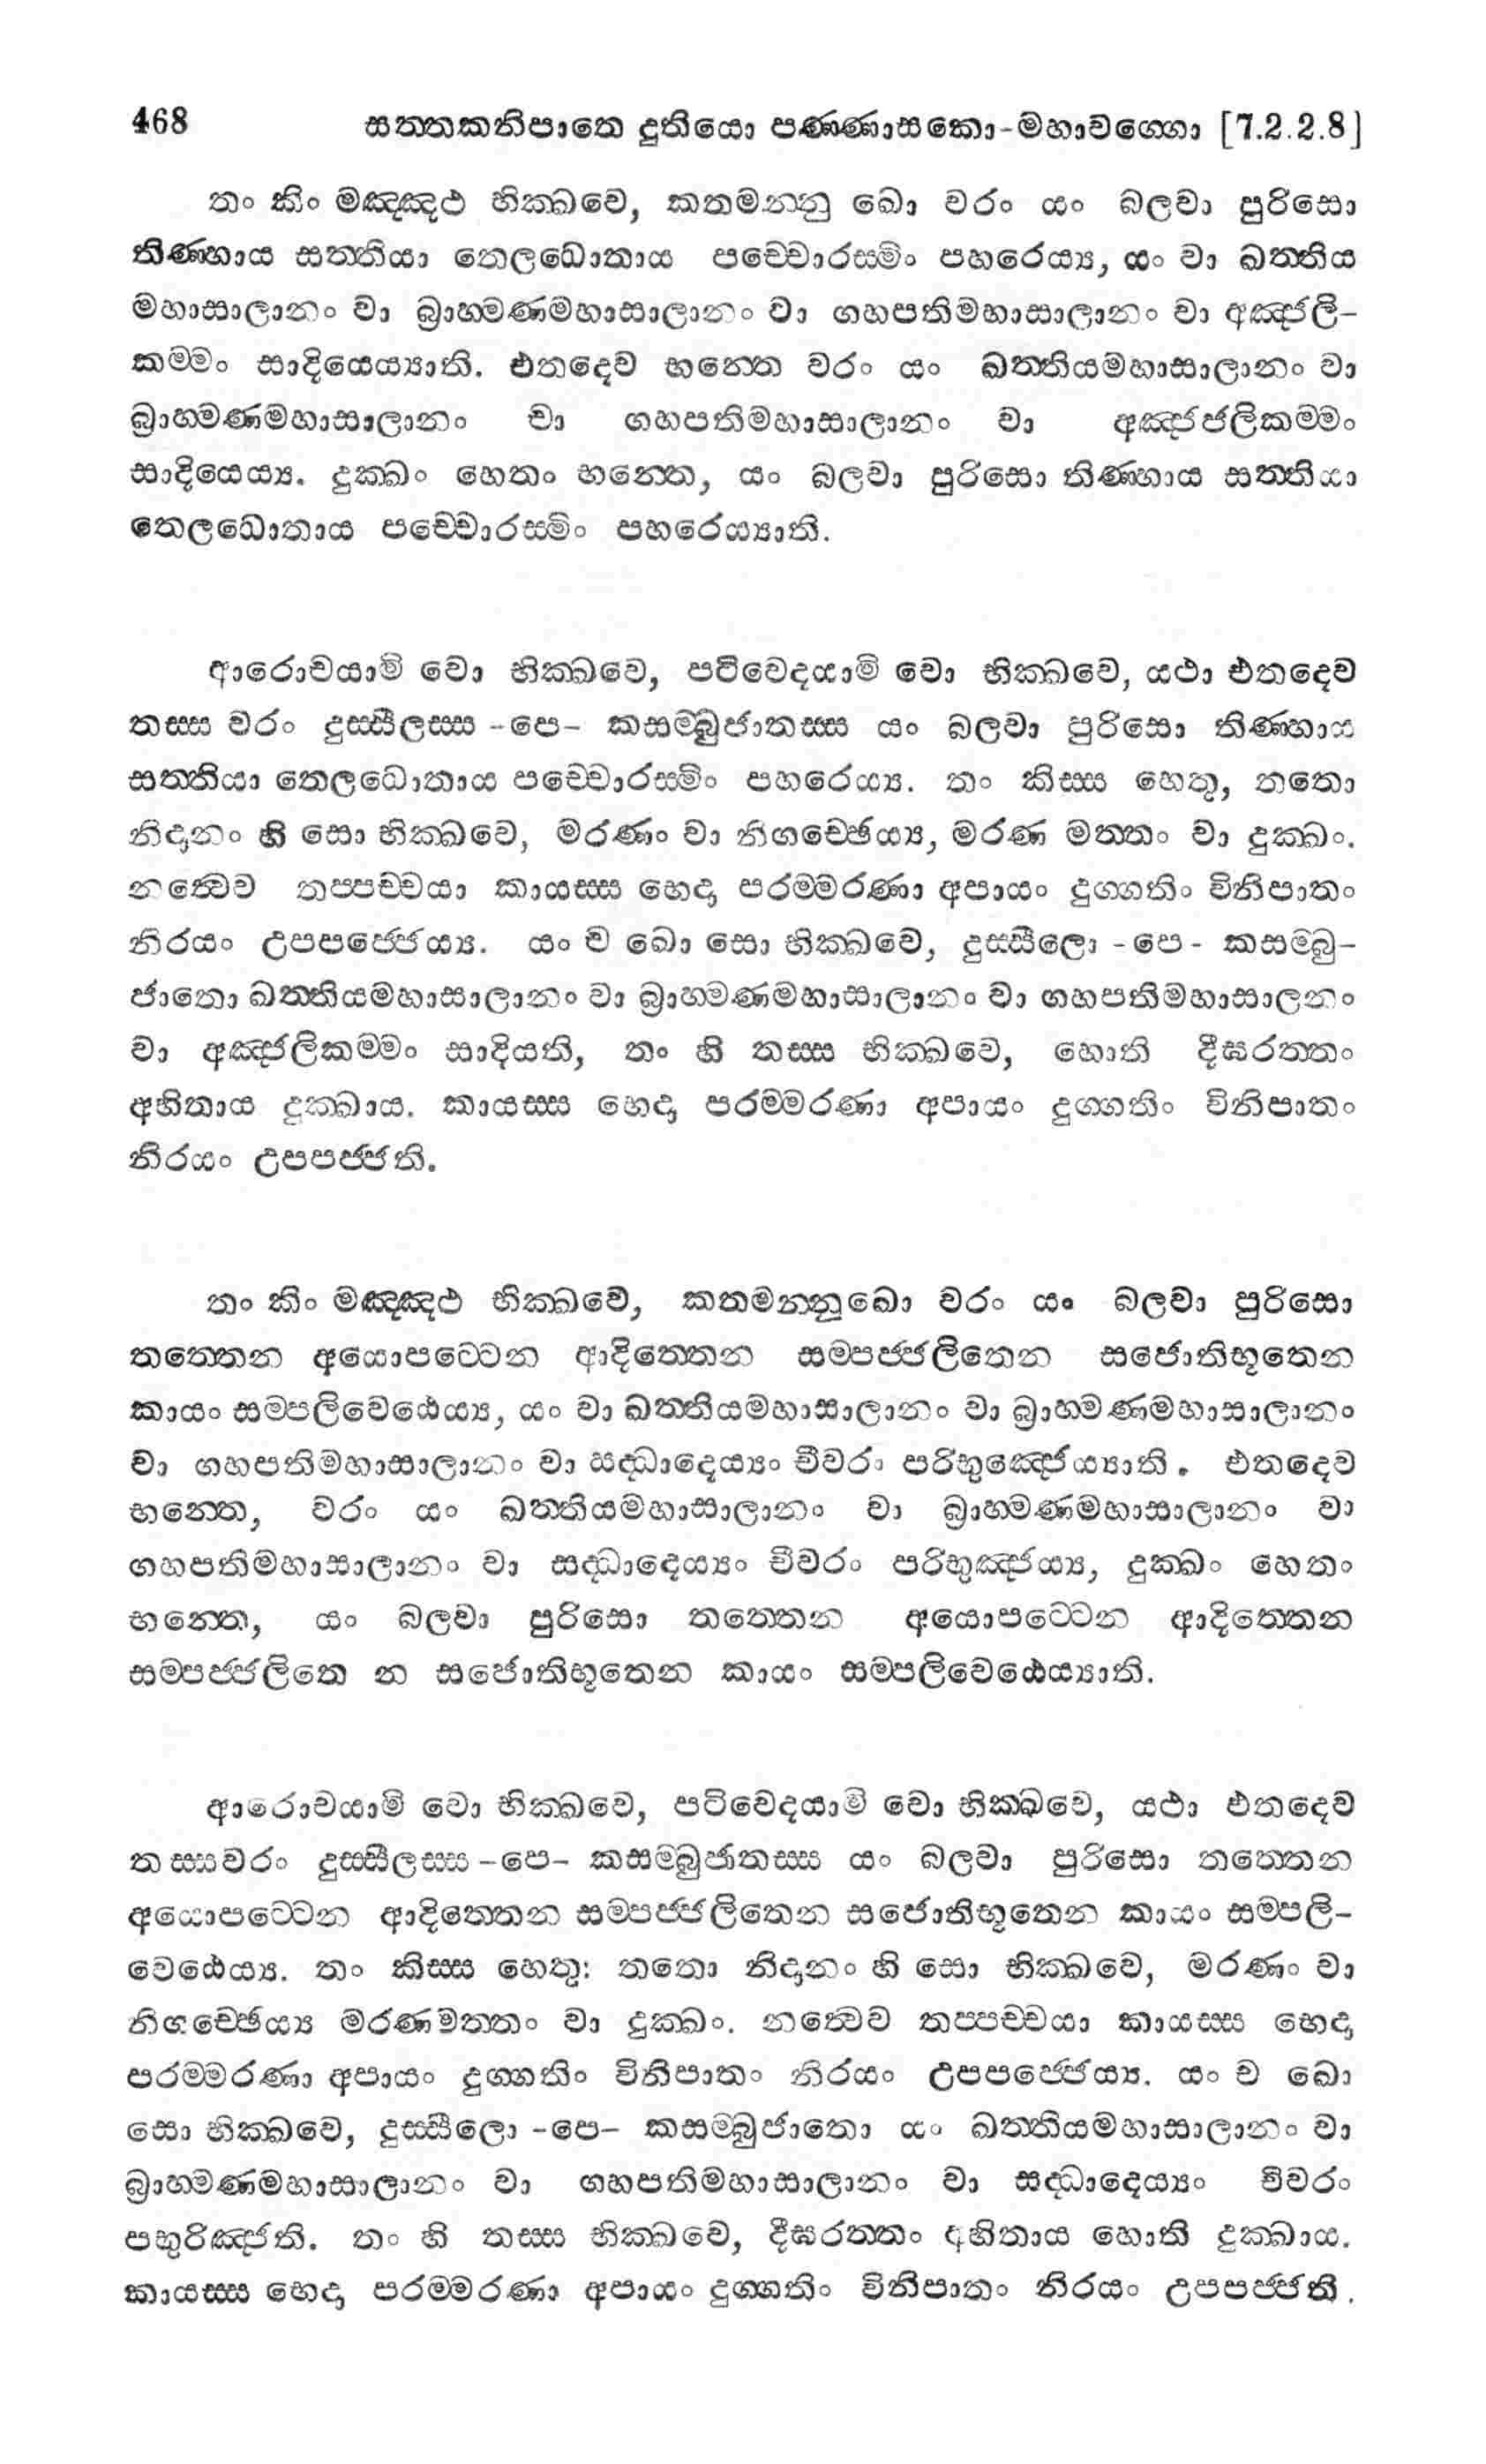 468 සත්තකනිපාතෙ දුතියො පණ්ණාසකො-මහාවග්ගො [7.2.2.8]
තං කිං මඤ්ඤථ භික්ඛවෙ, කතමන්නු ඛො වරං යං බලවා පුරිසො
තිණ්හාය සත්තියා තෙලධොතාය පච්චොරස්මිං පහරෙය්‍ය, යං වා ඛත්තිය
මහාසාලානං වා බ්‍රාහ්මණමහාසාලානං වා ගහපතිමහාසාලානං වා අඤ්ජලි-
කම්මං සාදියෙය්‍යාති. එතදෙව භන්තෙ වරං යං ඛත්තියමහාසාලානං වා
බ්‍රාහ්මණමහාසාලානං වා ගහපතිමහාසාලානං වා අඤ්ජජලිකම්මං
සාදියෙය්‍ය. දුක්ඛං හෙතං භන්තෙ, යං බලවා පුරිසො තිණ්හාය සත්තියා
තෙලධොතාය පච්චොරස්මිං පහරෙය්‍යාති.
ආරොචයාමි වො භික්ඛවෙ, පටිවෙදයාමි වො භික්ඛවෙ, යථා එතදෙව
තස්ස වරං දුස්සීලස්ස -පෙ- කසම්බුජාතස්ස යං බලවා පුරිසො තිණ්හාය
සත්තියා තෙලධොතාය පච්චොරස්මිං පහරෙය්‍ය. තං කිස්ස හෙතු, තතො
නිදානං හි සො භික්ඛවෙ, මරණං වා නිගච්ඡෙය්‍ය, මරණ මත්තං වා දුක්ඛං.
නත්වෙව තප්පච්චයා කායස්ස භෙදා පරම්මරණා අපායං දුග්ගතිං විනිපාතං
නිරයං උපපජ්ජෙය්‍ය. යං ච ඛො සො භික්ඛවෙ, දුස්සීලො -පෙ- කසම්බු-
ජාතො ඛත්තියමහාසාලානං වා බ්‍රාහ්මණමහාසාලානං වා ගහපතිමහාසාලනං
වා අඤ්ජලිකම්මං සාදියති, තං හි තස්ස භික්ඛවෙ, හොති දීඝරත්තං
අහිතාය දුක්ඛාය. කායස්ස භෙදා පරම්මරණා අපායං දුග්ගතිං විනිපාතං
නිරයං උපපජ්ජති.
තං කිං මඤ්ඤථ භික්ඛවෙ, කතමන්නුඛො වරං යං බලවා පුරිසො
තත්තෙන අයොපට්ටෙන ආදිත්තෙන සම්පජ්ජලිතෙන සජොතිභූතෙන
කායං සම්පලිවෙඨෙය්‍ය, යං වා ඛත්තියමහාසාලානං වා බ්‍රාහ්මණමහාසාලානං
වා ගහපතිමහාසාලානං වා සද්ධාදෙය්‍යං චීවරං පරිභුඤ්ජෙය්‍යාති. එතදෙව
භන්තෙ, වරං යං ඛත්තියමහාසාලානං වා බ්‍රාහ්මණමහාසාලානං වා
ගහපතිමහාසාලානං වා සද්ධාදෙය්‍යං චීවරං පරිභුඤ්ජය්‍ය, දුක්ඛං හෙතං
භන්තෙ, යං බලවා පුරිසො තත්තෙන අයොපට්ටෙන ආදිත්තෙන
සම්පජ්ජලිතෙ න සජොතිභූතෙන කායං සම්පලිවෙඨෙය්‍යාති.
ආරොචයාමි වො භික්ඛවෙ, පටිවෙදයාමි වො භික්ඛවෙ, යථා එතදෙව
තස්සවරං දුස්සීලස්ස -පෙ- කසම්බුජාතස්ස යං බලවා පුරිසො තත්තෙන
අයොපට්ටෙන ආදිත්තෙන සම්පජ්ජලිතෙන සජොතිභූතෙන කායං සම්පලි-
වෙඨෙය්‍ය. තං කිස්ස හෙතු: තතො නිදානං හි සො භික්ඛවෙ, මරණං වා
නිගච්ඡෙය්‍ය මරණමත්තං වා දුක්ඛං. නත්වෙව තප්පච්චයා කායස්ස භෙදා
පරම්මරණා අපායං දුග්ගතිං විනිපාතං නිරයං උපපජ්ජෙය්‍ය. යං ච ඛො
සො භික්ඛවෙ, දුස්සීලො -පෙ- කසම්බුජාතො යං ඛත්තියමහාසාලානං වා
බ්‍රාහ්මණමහාසාලානං වා ගහපතිමහාසාලානං වා සද්ධාදෙය්‍යං චීවරං
පභුරිඤ්ජති. තං හි තස්ස භික්ඛවෙ, දීඝරත්තං අහිතාය හොති දුක්ඛාය.
කායස්ස භෙදා පරම්මරණා අපායං දුග්ගතිං විනිපාතං නිරයං උපපජ්ජති.